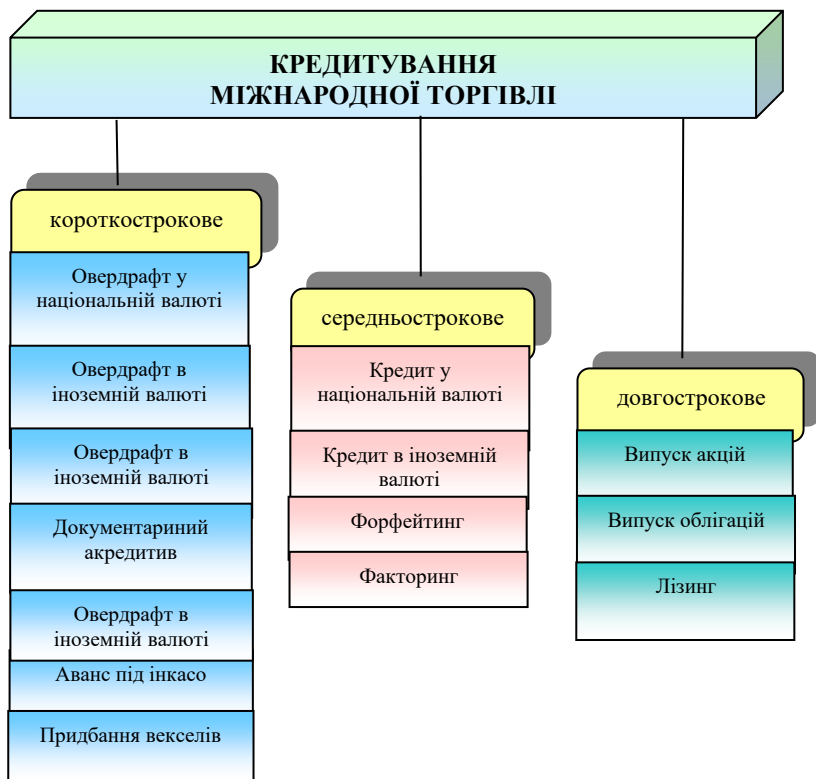 КРЕДИТУВАННЯ
МІЖНАРОДНОЇ ТОРГІВЛІ
короткострокове
Овердрафт у
національній валюті
Овердрафт в
іноземній валюті
Овердрафт в
іноземній валюті
Документариний
акредитив
Овердрафт в
іноземній валюті
Аванс під інкасо
Придбання векселів
середньострокове
Кредит у
національній валюті
Кредит в іноземній
валюті
Форфейтинг
Факторинг
довгострокове
Випуск акцій
Випуск облігацій
Лізинг